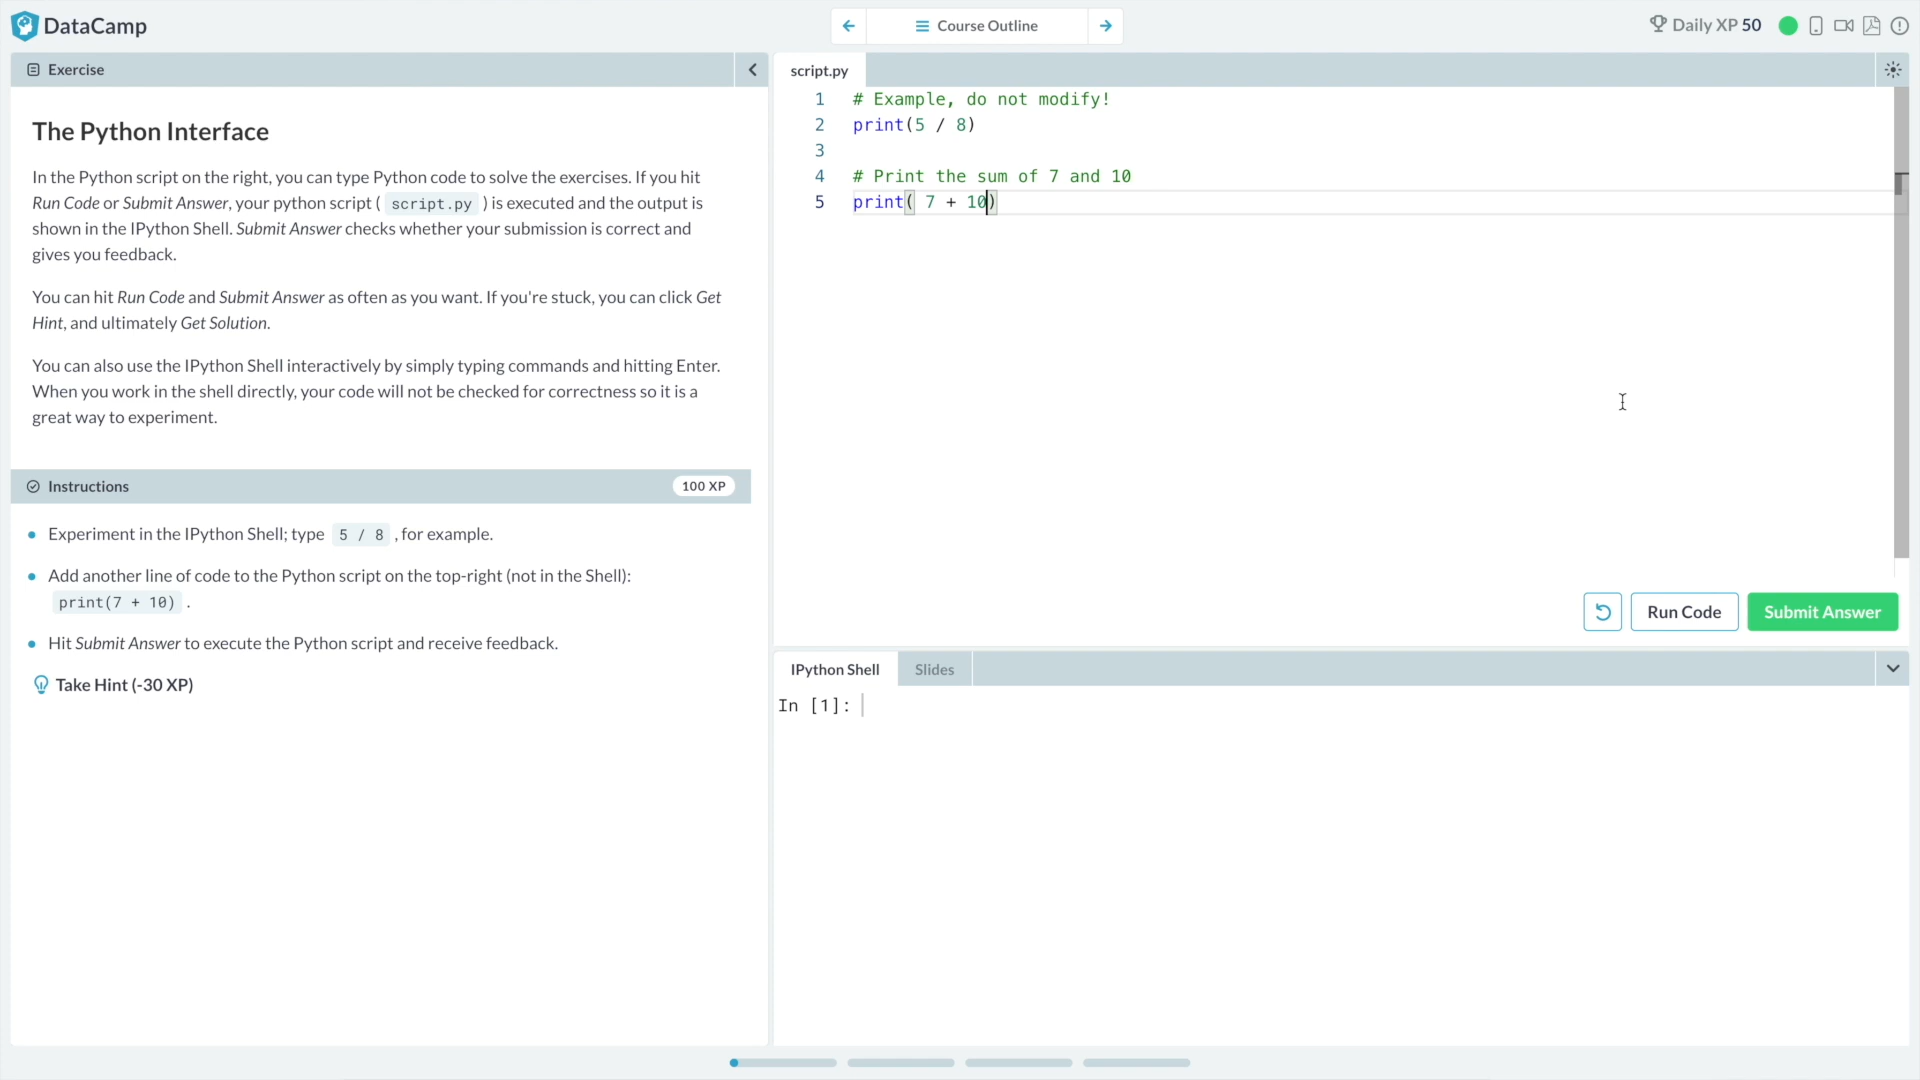 DataCamp
Course Outline
Daily XP 50
Exercise
The Python Interface
In the Python script on the right, you can type Python code to solve the exercises. If you hit
Run Code or Submit Answer, your python script ( script.py ) is executed and the output is
shown in the IPython Shell. Submit Answer checks whether your submission is correct and
gives you feedback.
You can hit Run Code and Submit Answer as often as you want. If you're stuck, you can click Get
Hint, and ultimately Get Solution.
You can also use the IPython Shell interactively by simply typing commands and hitting Enter.
When you work in the shell directly, your code will not be checked for correctness so it is a
great way to experiment.
Instructions
100 XP
Experiment in the IPython Shell; type 5 / 8 , for example.
Add another line of code to the Python script on the top-right (not in the Shell):
print(7 + 10) .
Hit Submit Answer to execute the Python script and receive feedback.
Take Hint (-30 XP)
script.py
1 # Example, do not modify!
2 print(5 / 8)
3
4 # Print the sum of 7 and 10
5 print( 7 + 10)
Run Code
Submit Answer
IPython Shell
Slides
In [1]: